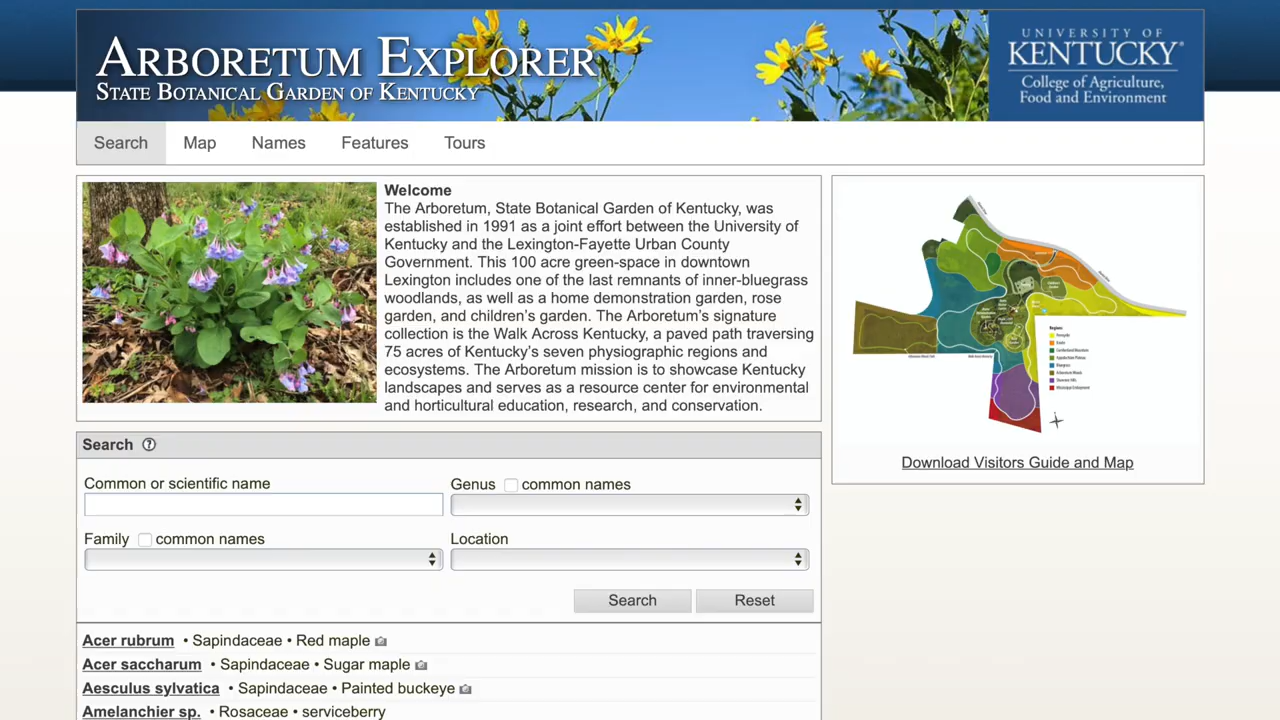 ARBORETUM EXPLORER
STATE BOTANICAL GARDEN OF KENTUCKY
UNIVERSITY OF
KENTUCKY®
College of Agriculture,
Food and Environment
Search
Map
Names
Features
Tours
Welcome
The Arboretum, State Botanical Garden of Kentucky, was
established in 1991 as a joint effort between the University of
Kentucky and the Lexington-Fayette Urban County
Government. This 100 acre green-space in downtown
Lexington includes one of the last remnants of inner-bluegrass
woodlands, as well as a home demonstration garden, rose
garden, and children's garden. The Arboretum's signature
collection is the Walk Across Kentucky, a paved path traversing
75 acres of Kentucky's seven physiographic regions and
ecosystems. The Arboretum mission is to showcase Kentucky
landscapes and serves as a resource center for environmental
and horticultural education, research, and conservation.
Download Visitors Guide and Map
Search ?
Common or scientific name
Genus common names
Family common names
Location
Search
Reset
Acer rubrum • Sapindaceae • Red maple
Acer saccharum • Sapindaceae • Sugar maple
Aesculus sylvatica • Sapindaceae • Painted buckeye
Amelanchier sp. • Rosaceae • serviceberry